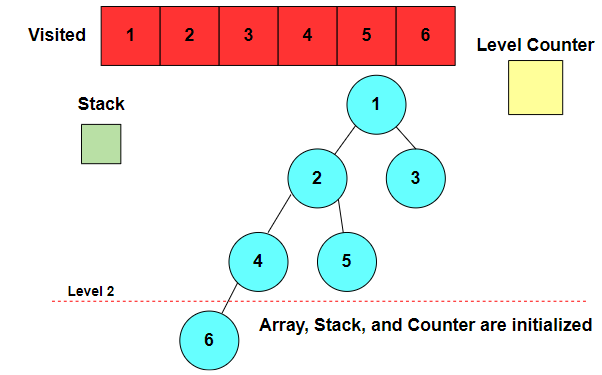 Visited 1 2 3 4 5 6
Level Counter
Stack
1
2 3
4 5
Level 2
Array, Stack, and Counter are initialized
6